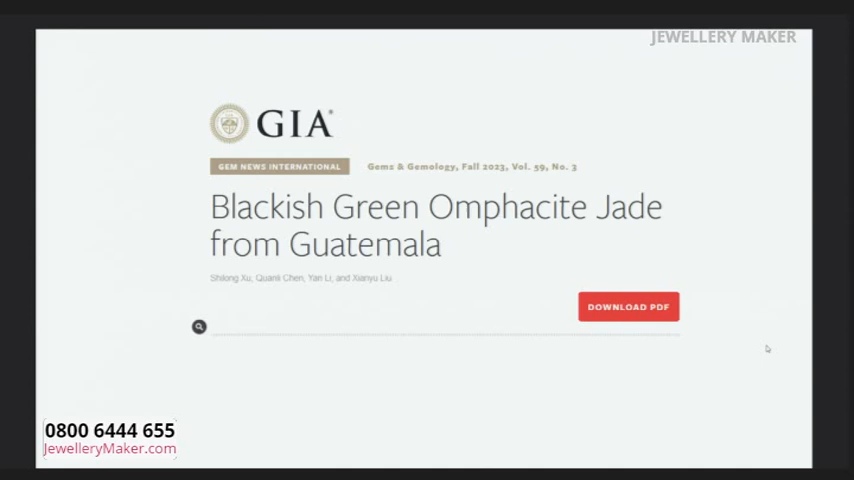 JEWELLERY MAKER
GIA®
GEM NEWS INTERNATIONAL
Gems & Gemology, Fall 2023, Vol. 59, No. 3
Blackish Green Omphacite Jade
from Guatemala
Shilong Xu, Quanli Chen, Yan Li, and Xianyu Liu
DOWNLOAD PDF
0800 6444 655
JewelleryMaker.com